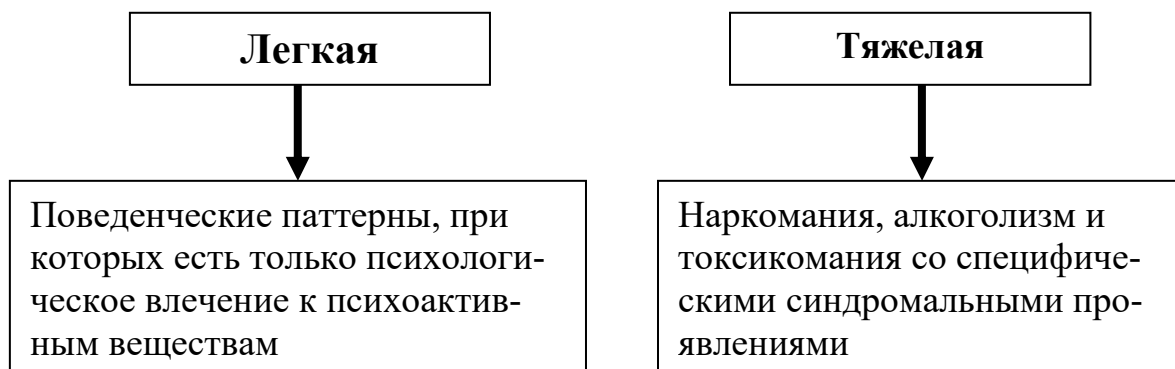 Легкая
Поведенческие паттерны, при
которых есть только психологи-
ческое влечение к психоактив-
ным веществам
Тяжелая
Наркомания, алкоголизм и
токсикомания со специфиче-
скими синдромальными про-
явлениями